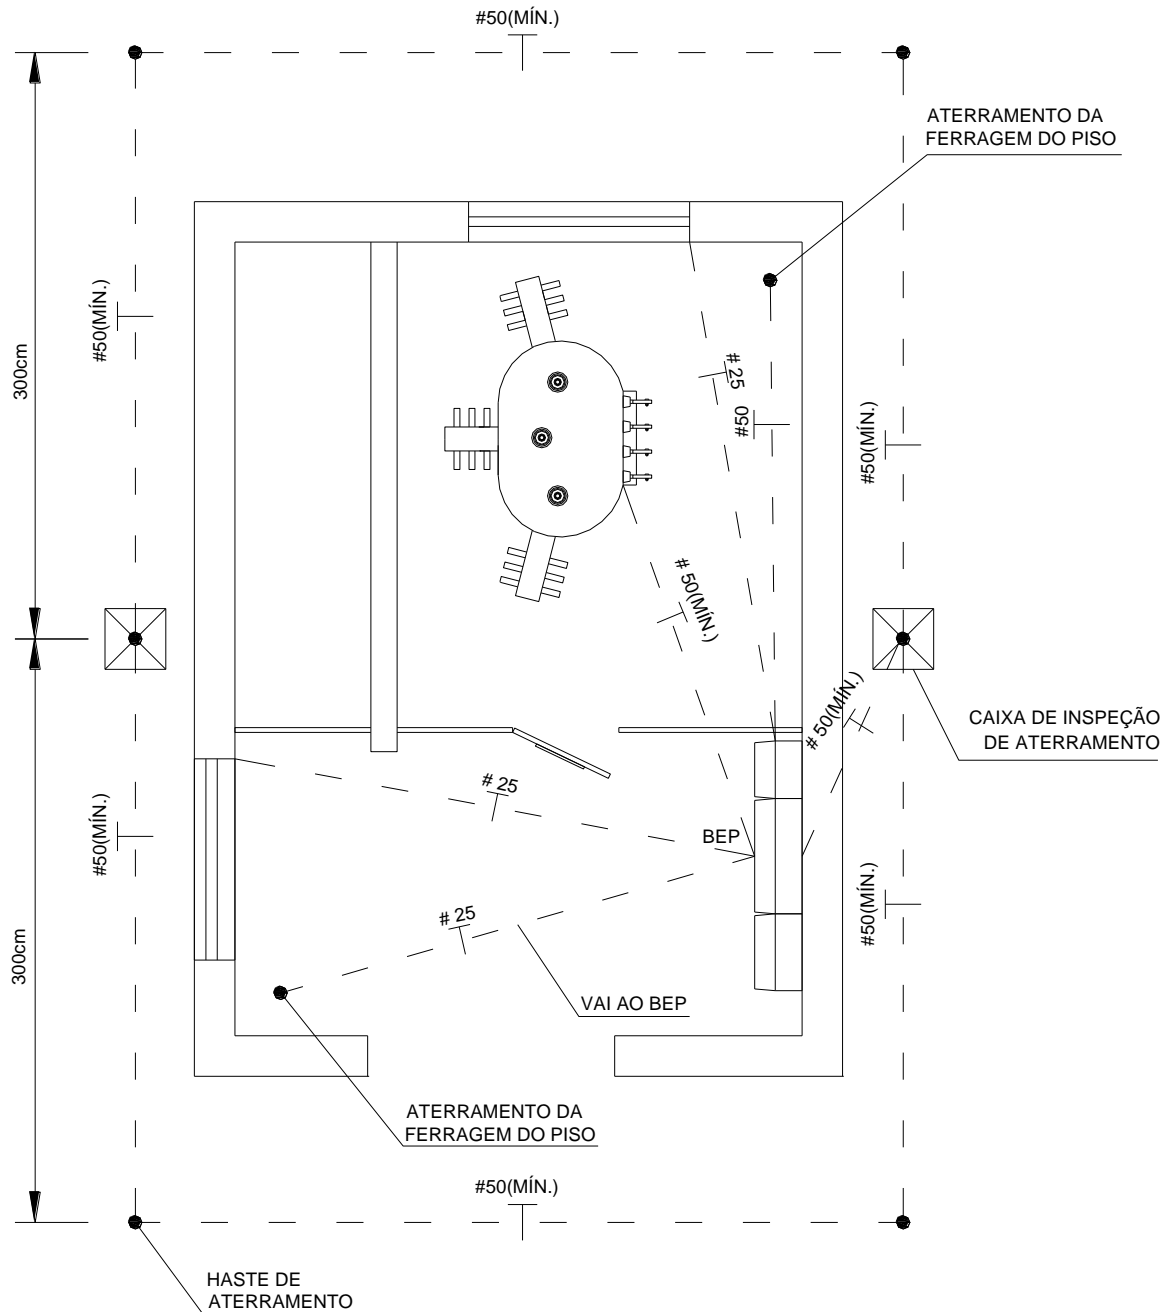 #50(MÍN.)
ATERRAMENTO DA
FERRAGEM DO PISO
#50(MÍN.)
300cm
# 25
#50
#50(MÍN.)
# 50(MÍN.)
# 50(MÍN.)
CAIXA DE INSPEÇÃO
DE ATERRAMENTO
# 25
#50(MÍN.)
BEP
# 25
#50(MÍN.)
300cm
VAI AO BEP
ATERRAMENTO DA
FERRAGEM DO PISO
#50(MÍN.)
HASTE DE
ATERRAMENTO